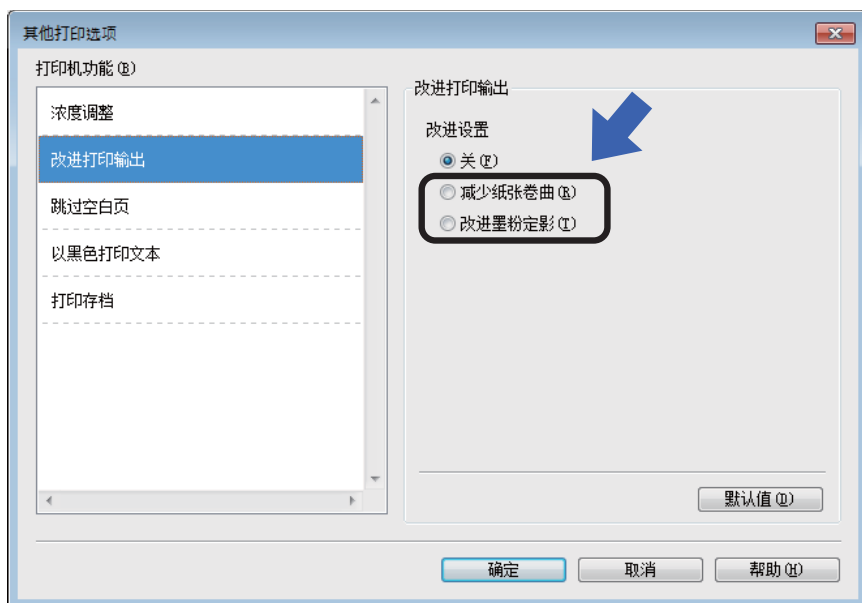 其他打印选项
打印机功能(B)
浓度调整
改进打印输出
跳过空白页
以黑色打印文本
打印存档
改进打印输出
改进设置
关(F)
减少纸张卷曲(R)
改进墨粉定影(T)
默认值(D)
确定
取消
帮助(H)